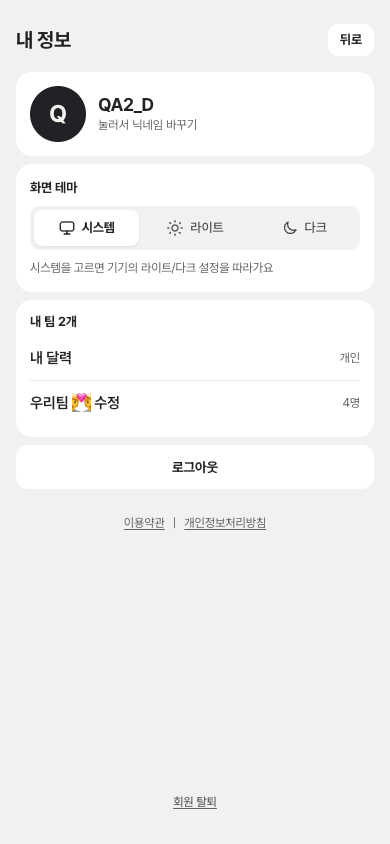 내 정보
뒤로
Q
QA2_D
눌러서 닉네임 바꾸기
화면 테마
시스템
라이트
다크
시스템을 고르면 기기의 라이트/다크 설정을 따라가요
내 팀 2개
내 달력
개인
우리팀 👩‍❤️‍👨 수정
4명
로그아웃
이용약관 | 개인정보처리방침
회원 탈퇴